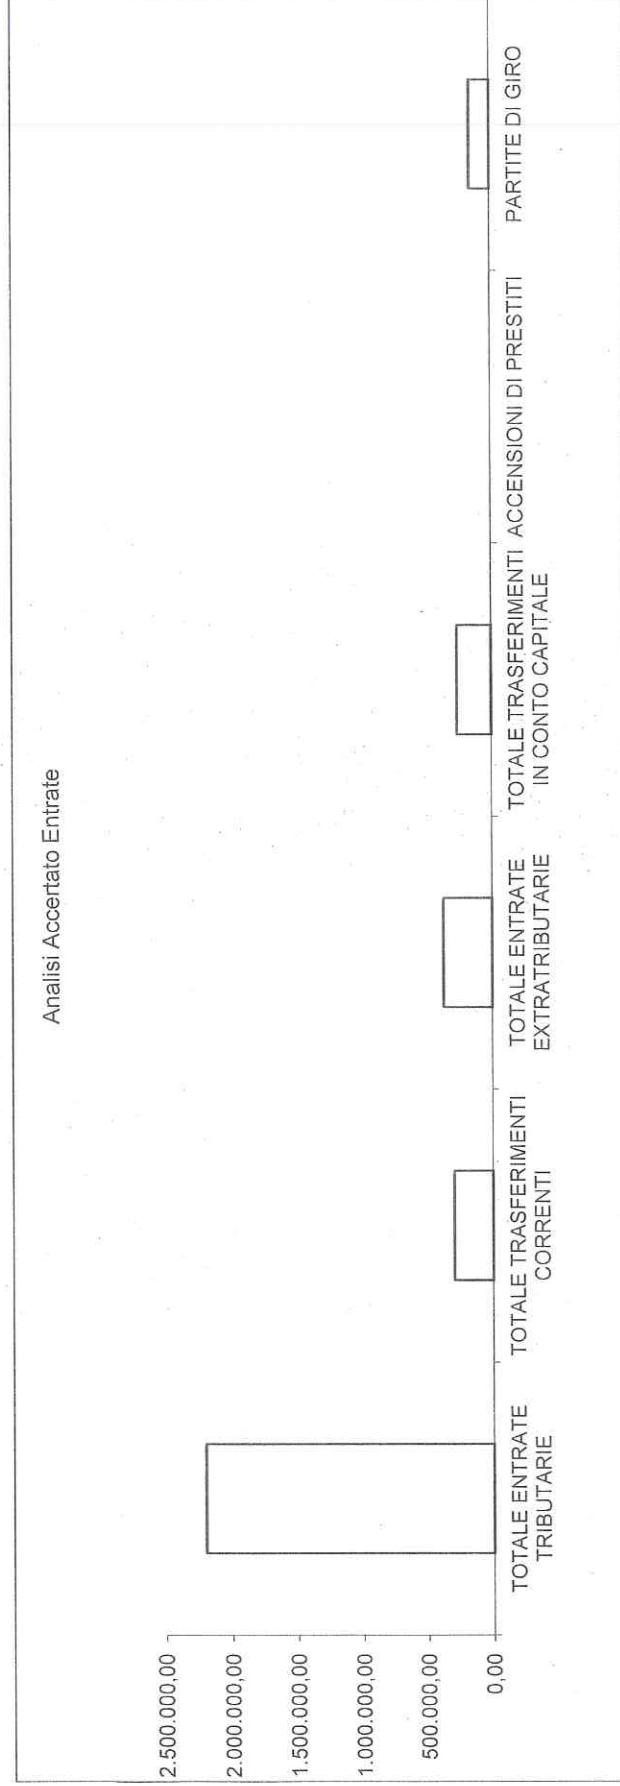 Analisi Accertato Entrate
2.500.000,00
2.000.000,00
1.500.000,00
1.000.000,00
500.000,00
0,00
TOTALE ENTRATE
TRIBUTARIE
TOTALE TRASFERIMENTI
CORRENTI
TOTALE ENTRATE
EXTRATRIBUTARIE
TOTALE TRASFERIMENTI
IN CONTO CAPITALE
ACCENSIONI DI PRESTITI
PARTITE DI GIRO